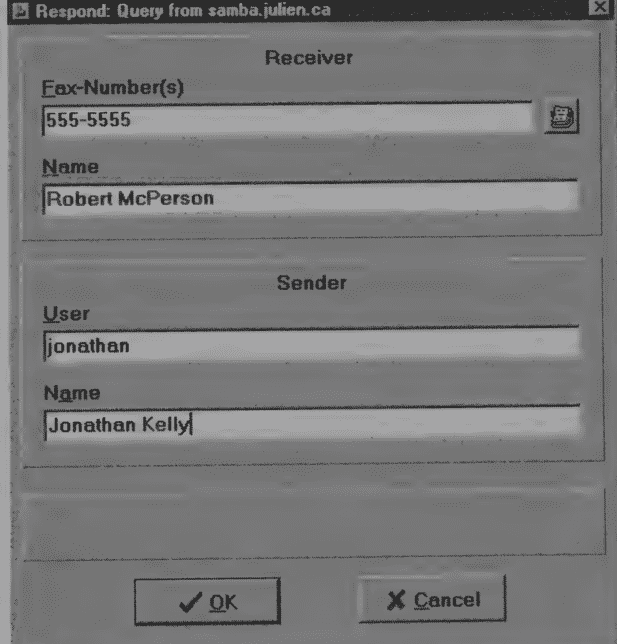 Respond: Query from samba.julien.ca
Receiver
Fax-Number(s)
555-5555
Name
Robert McPerson
Sender
User
jonathan
Name
Jonathan Kelly
OK
Cancel